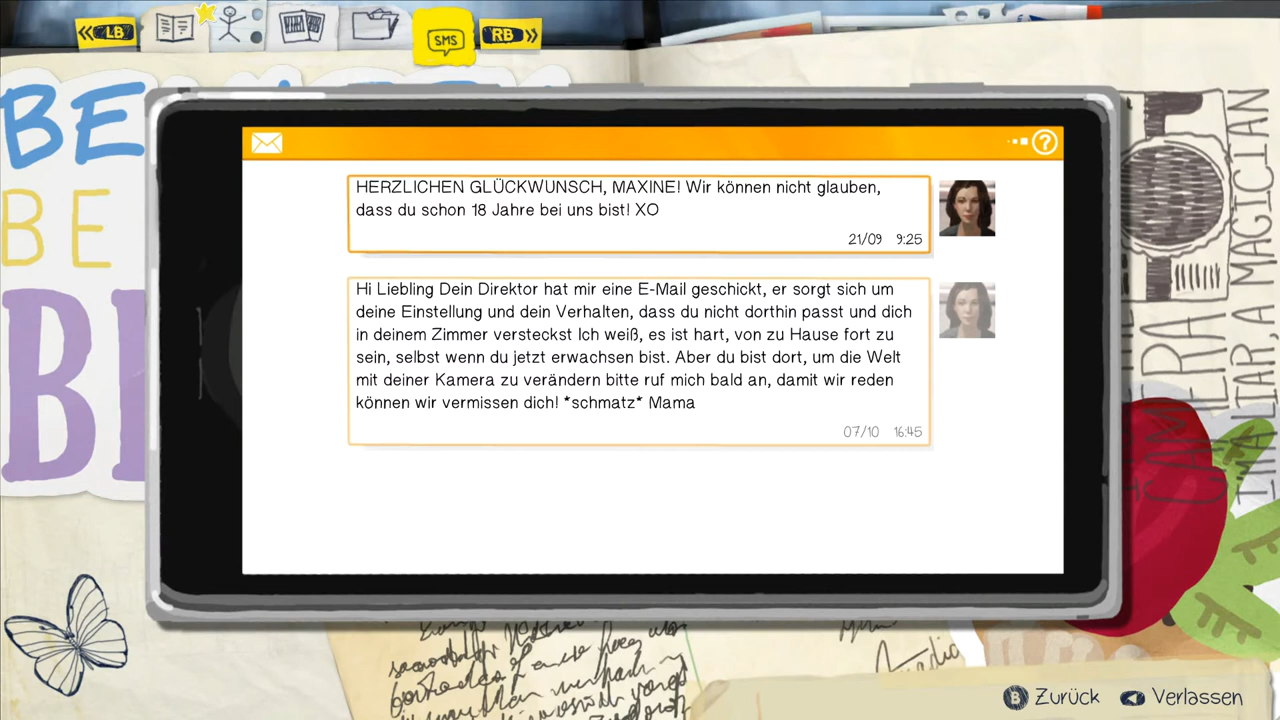 LB
SMS
RB
BE
BE
BE
HERZLICHEN GLÜCKWUNSCH, MAXINE! Wir können nicht glauben,
dass du schon 18 Jahre bei uns bist! XO
21/09 9:25
Hi Liebling Dein Direktor hat mir eine E-Mail geschickt, er sorgt sich um
deine Einstellung und dein Verhalten, dass du nicht dorthin passt und dich
in deinem Zimmer versteckst Ich weiß, es ist hart, von zu Hause fort zu
sein, selbst wenn du jetzt erwachsen bist. Aber du bist dort, um die Welt
mit deiner Kamera zu verändern bitte ruf mich bald an, damit wir reden
können wir vermissen dich! *schmatz* Mama
07/10 16:45
CAMERA
A MAGICIAN
B Zurück
Verlassen